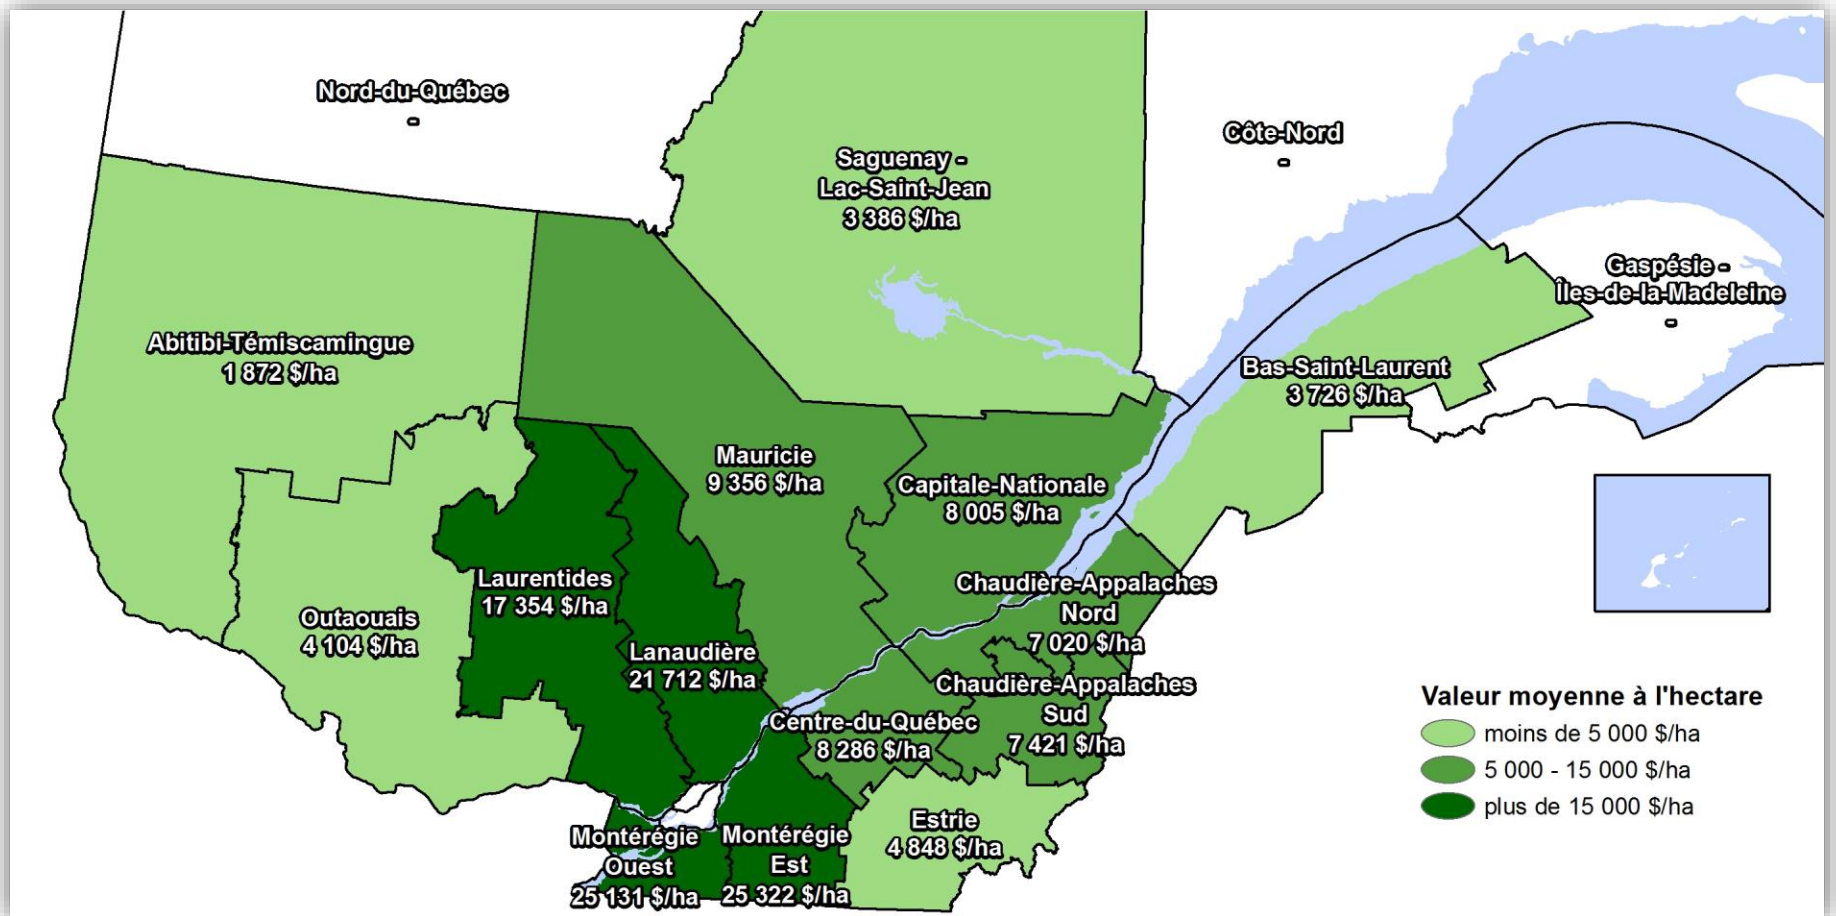 Nord-du-Québec
-
Côte-Nord
-
Saguenay -
Lac-Saint-Jean
3 386 $/ha
Gaspésie -
Îles-de-la-Madeleine
-
Abitibi-Témiscamingue
1 872 $/ha
Bas-Saint-Laurent
3 726 $/ha
Mauricie
9 356 $/ha
Capitale-Nationale
8 005 $/ha
Laurentides
17 354 $/ha
Chaudière-Appalaches
Nord
7 020 $/ha
Outaouais
4 104 $/ha
Lanaudière
21 712 $/ha
Chaudière-Appalaches
Sud
7 421 $/ha
Centre-du-Québec
8 286 $/ha
Estrie
4 848 $/ha
Montérégie
Ouest
25 131 $/ha
Montérégie
Est
25 322 $/ha
Valeur moyenne à l'hectare
moins de 5 000 $/ha
5 000 - 15 000 $/ha
plus de 15 000 $/ha